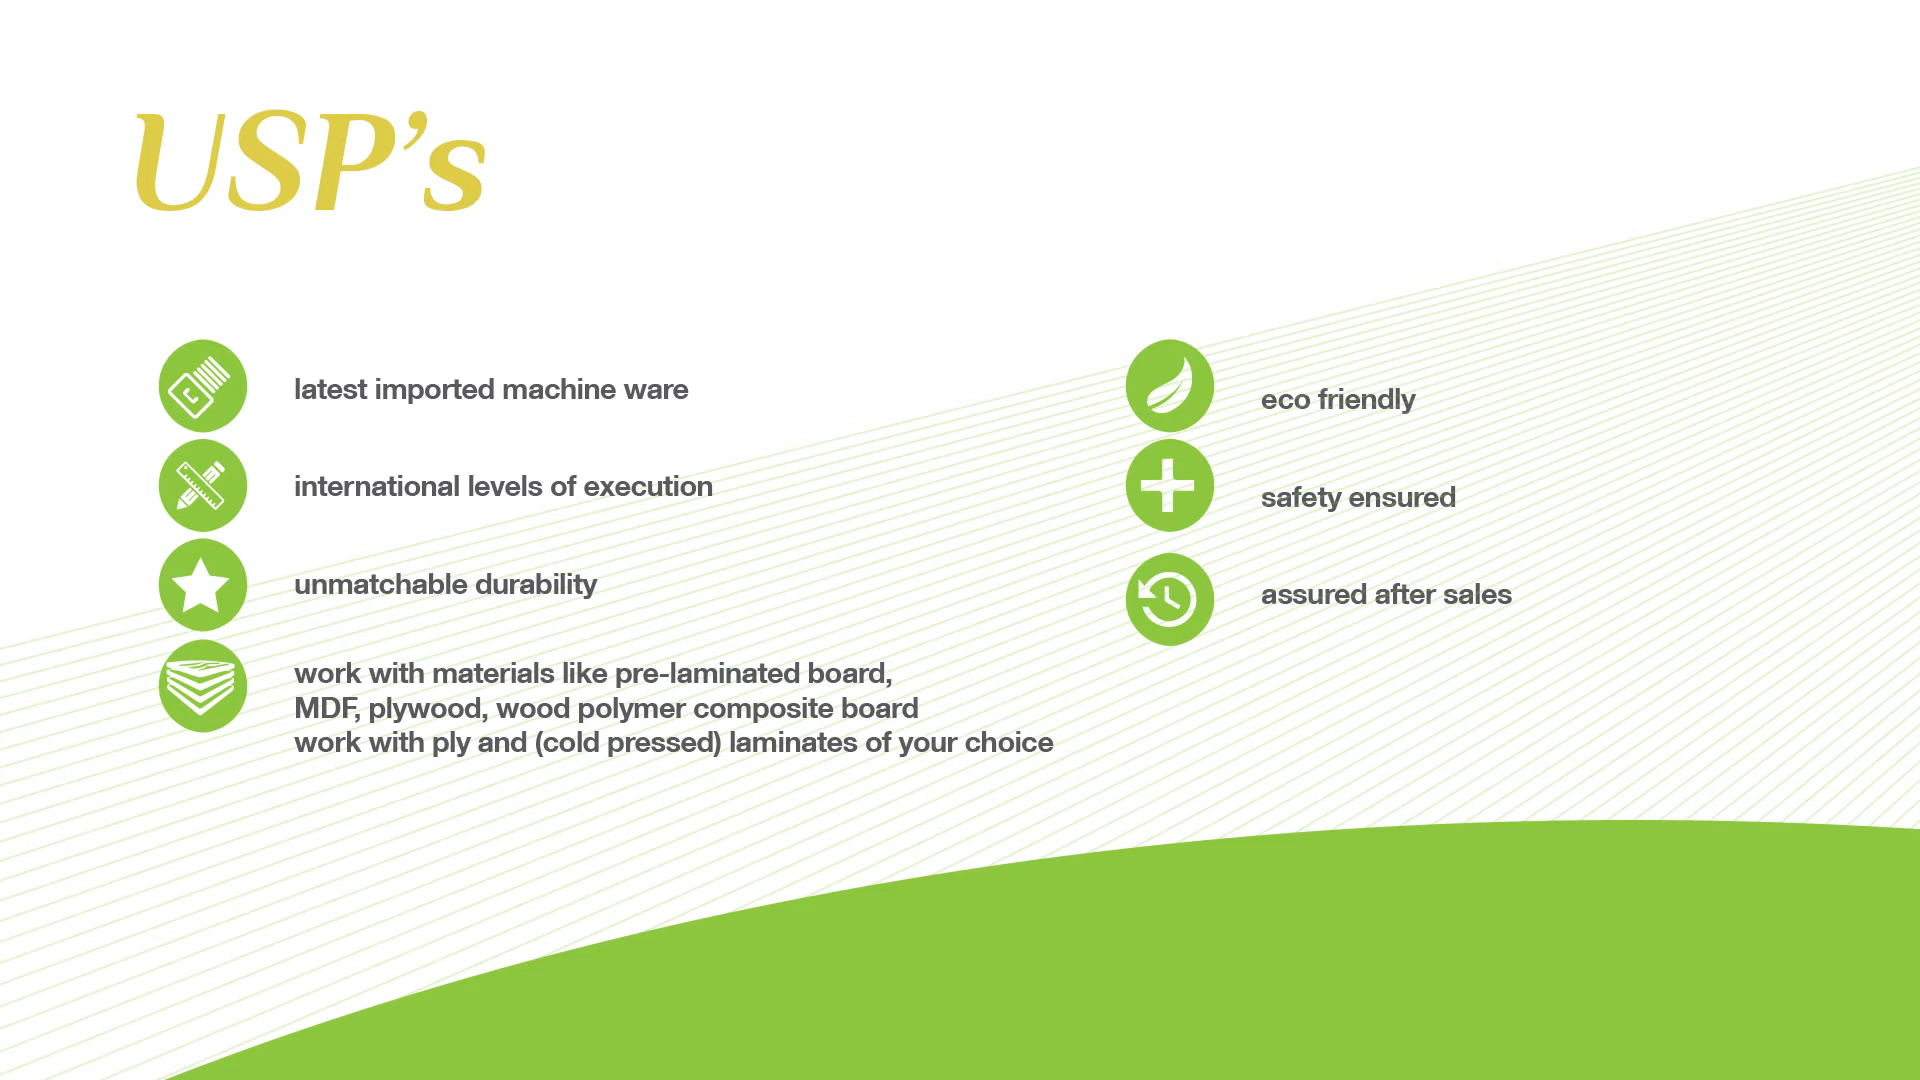 USP’s
latest imported machine ware
international levels of execution
unmatchable durability
work with materials like pre-laminated board,
MDF, plywood, wood polymer composite board
work with ply and (cold pressed) laminates of your choice
eco friendly
safety ensured
assured after sales